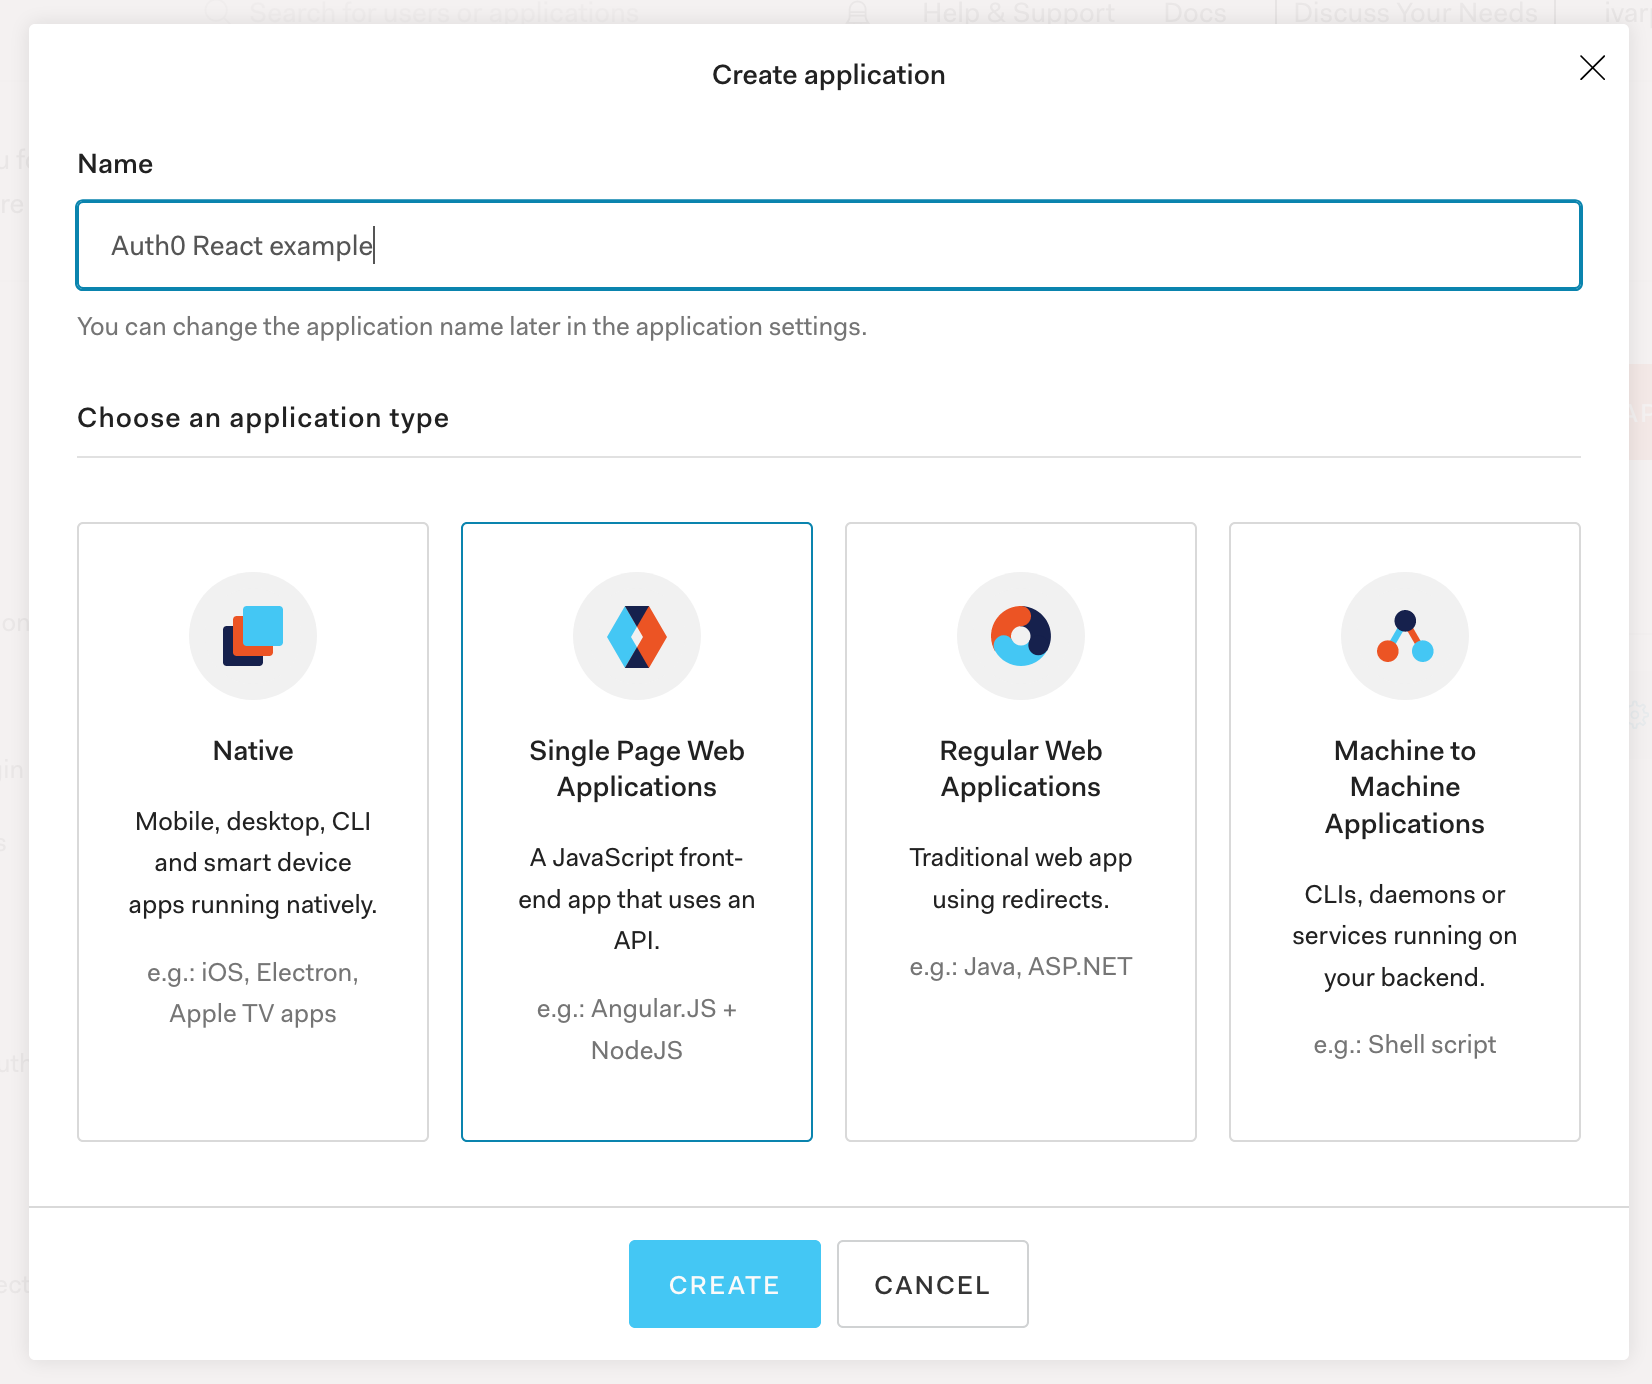 Search for users or applications
Help & Support
Docs
Discuss Your Needs
Create application
Name
Auth0 React example
You can change the application name later in the application settings.
Choose an application type
Native
Mobile, desktop, CLI
and smart device
apps running natively.
e.g.: iOS, Electron,
Apple TV apps
Single Page Web
Applications
A JavaScript front-
end app that uses an
API.
e.g.: Angular.JS +
NodeJS
Regular Web
Applications
Traditional web app
using redirects.
e.g.: Java, ASP.NET
Machine to
Machine
Applications
CLIs, daemons or
services running on
your backend.
e.g.: Shell script
CREATE
CANCEL